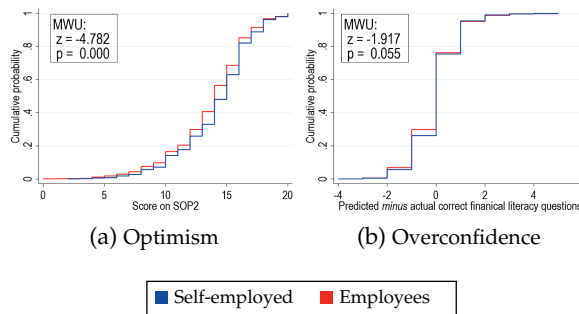 MWU:
z = -4.782
p = 0.000
Cumulative probability
0 .2 .4 .6 .8 1
0 5 10 15 20
Score on SOP2
(a) Optimism
MWU:
z = -1.917
p = 0.055
Cumulative probability
0 .2 .4 .6 .8 1
-4 -2 0 2 4
Predicted minus actual correct finanical literacy questions
(b) Overconfidence
Self-employed Employees